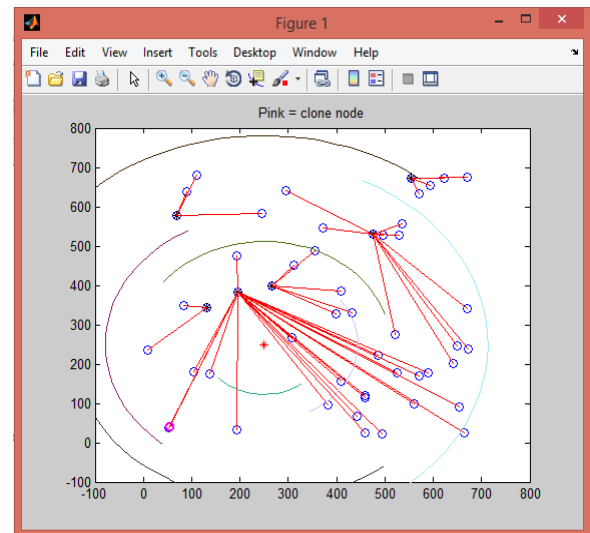 Figure 1
File Edit View Insert Tools Desktop Window Help
Pink = clone node
800
700
600
500
400
300
200
100
0
-100
-100 0 100 200 300 400 500 600 700 800